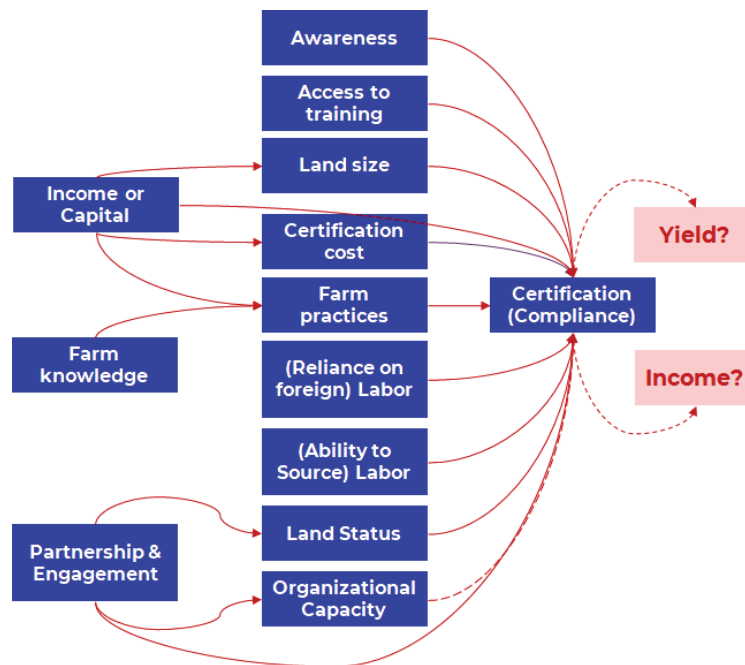 Awareness
Access to
training
Land size
Income or
Capital
Certification
cost
Yield?
Farm
practices
Certification
(Compliance)
Farm
knowledge
(Reliance on
foreign) Labor
Income?
(Ability to
Source) Labor
Land Status
Partnership &
Engagement
Organizational
Capacity